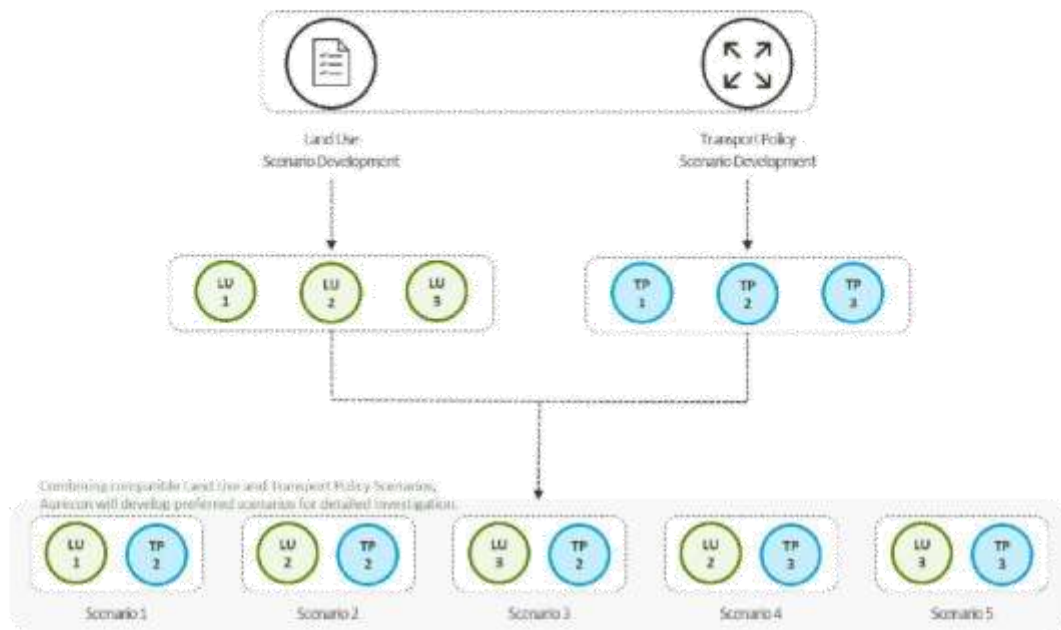 Land Use
Scenario Development
Transport Policy
Scenario Development
LU
1
LU
2
LU
3
TP
1
TP
2
TP
3
Combining compatible Land Use and Transport Policy Scenarios,
Aurecon will develop preferred scenarios for detailed investigation.
LU
1
TP
2
LU
2
TP
2
LU
3
TP
2
LU
2
TP
3
LU
3
TP
3
Scenario 1
Scenario 2
Scenario 3
Scenario 4
Scenario 5